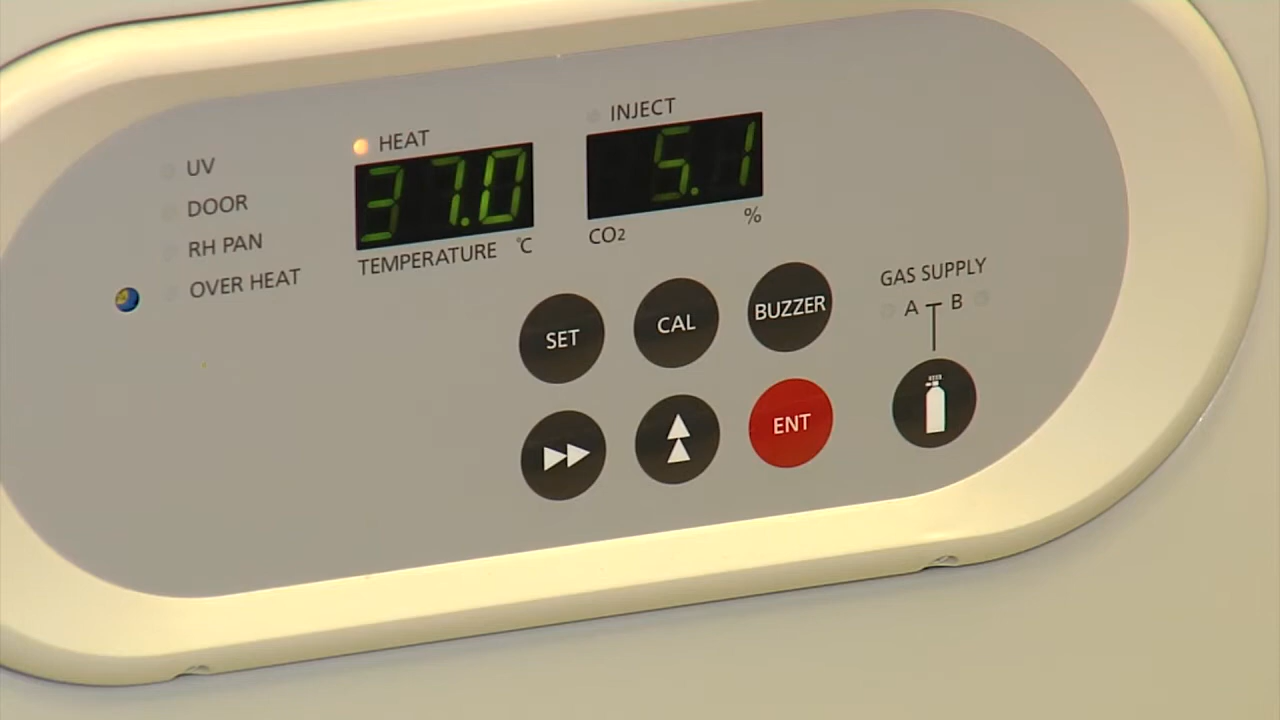 UV
DOOR
RH PAN
OVER HEAT
HEAT
37.0
TEMPERATURE °C
INJECT
5.1
CO2 %
SET CAL BUZZER
ENT
GAS SUPPLY
A B